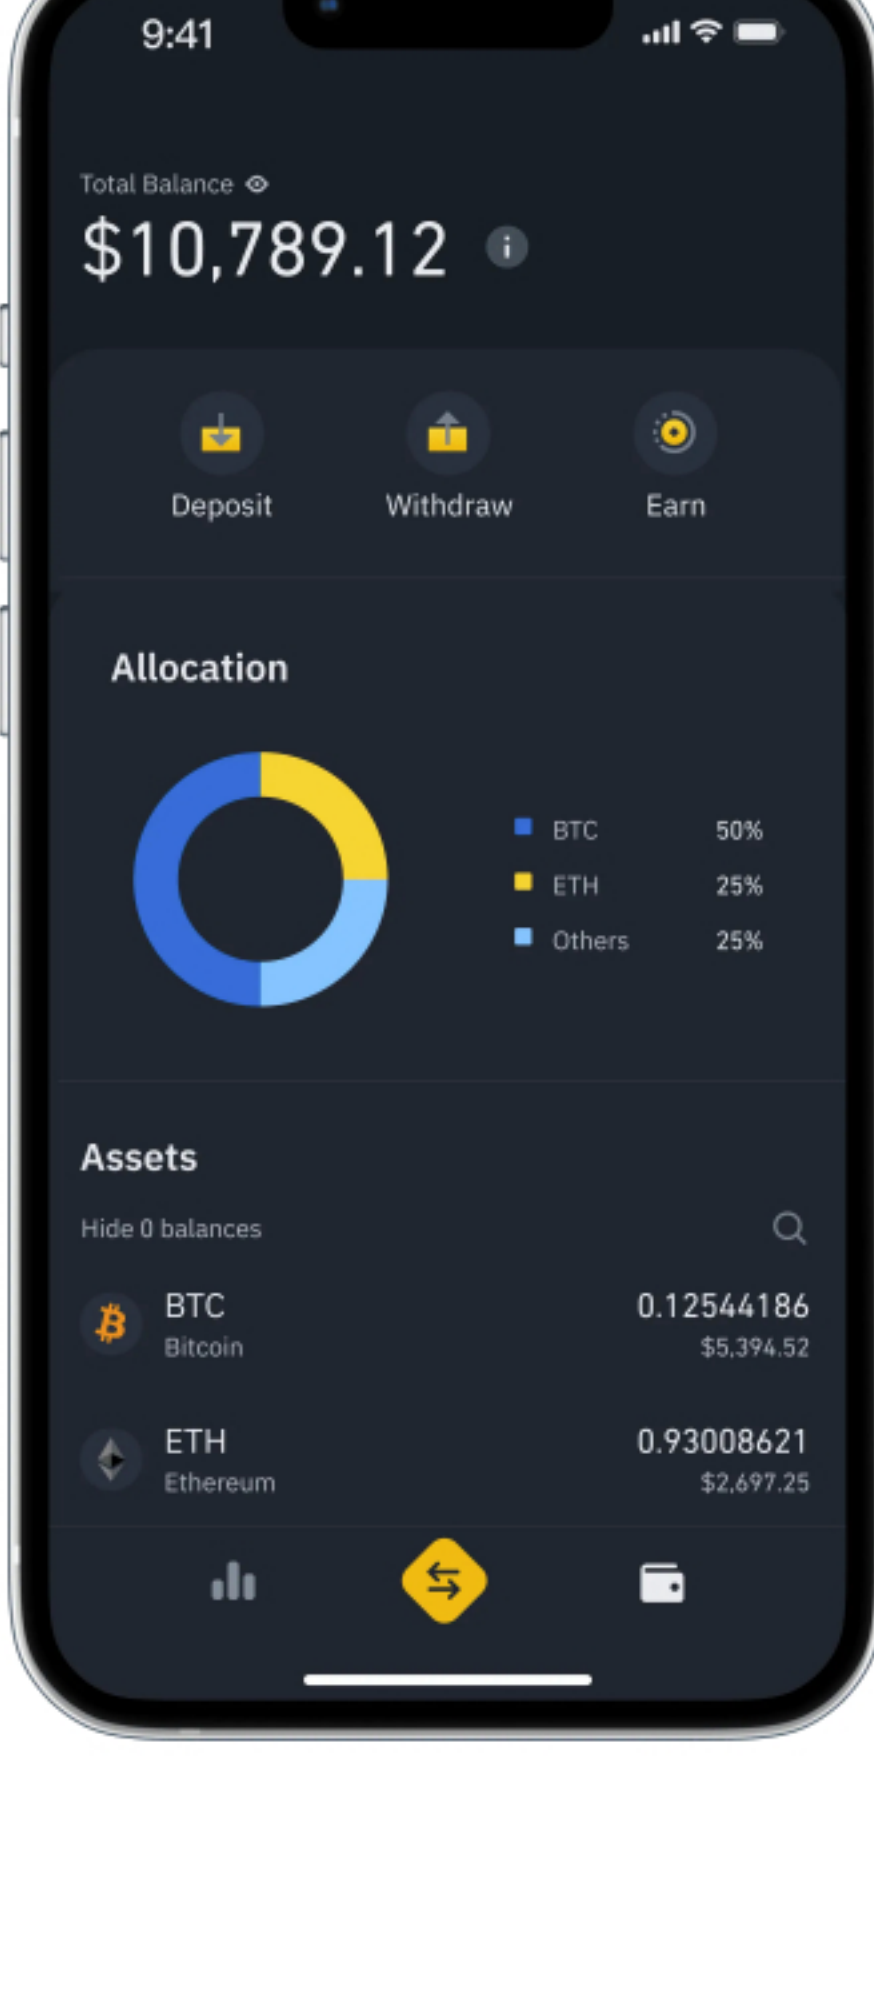 9:41
Total Balance
$10,789.12
Deposit Withdraw Earn
Allocation
BTC 50%
ETH 25%
Others 25%
Assets
Hide 0 balances
BTC 0.12544186
Bitcoin $5,394.52
ETH 0.93008621
Ethereum $2,697.25